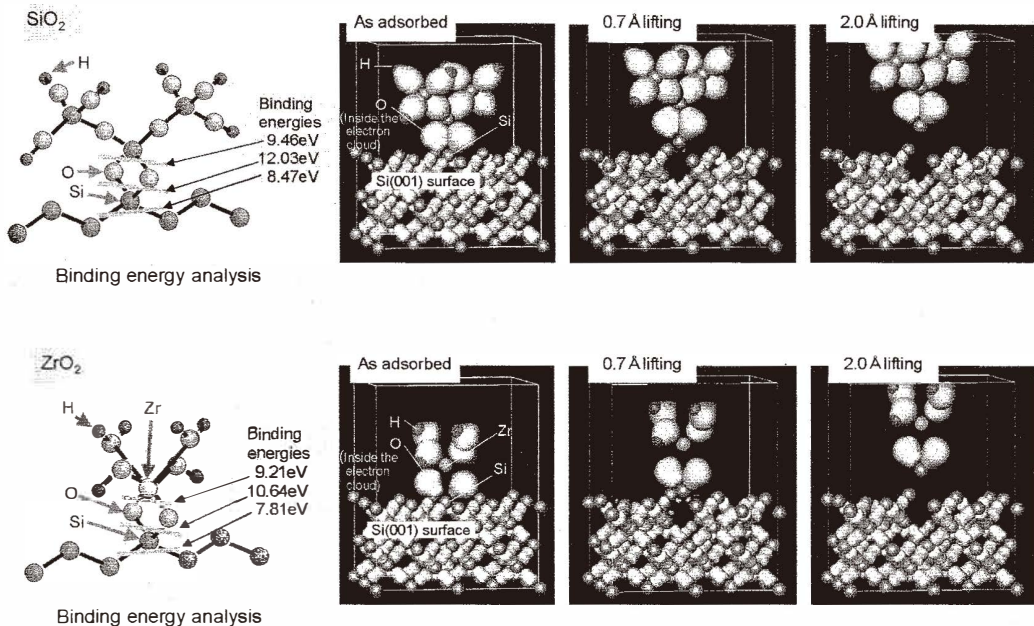 SiO2
H
O
Si
Binding
energies
9.46eV
12.03eV
8.47eV
Binding energy analysis
As adsorbed
H
O
(Inside the
electron
cloud)
Si
Si(001) surface
0.7 Å lifting
2.0 Å lifting
ZrO2
H
Zr
O
Si
Binding
energies
9.21eV
10.64eV
7.81eV
Binding energy analysis
As adsorbed
H
O
(Inside the
electron
cloud)
Zr
Si
Si(001) surface
0.7 Å lifting
2.0 Å lifting